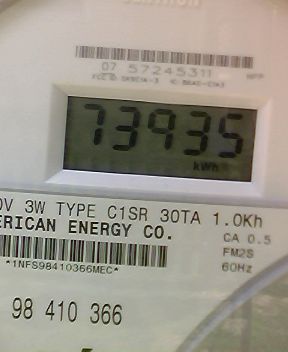 07 57245311
73935
kWh
0V 3W TYPE C1SR 30TA 1.0Kh
ERICAN ENERGY CO.
CA 0.5
FM2S
60Hz
*1NFS98410366MEC*
98 410 366